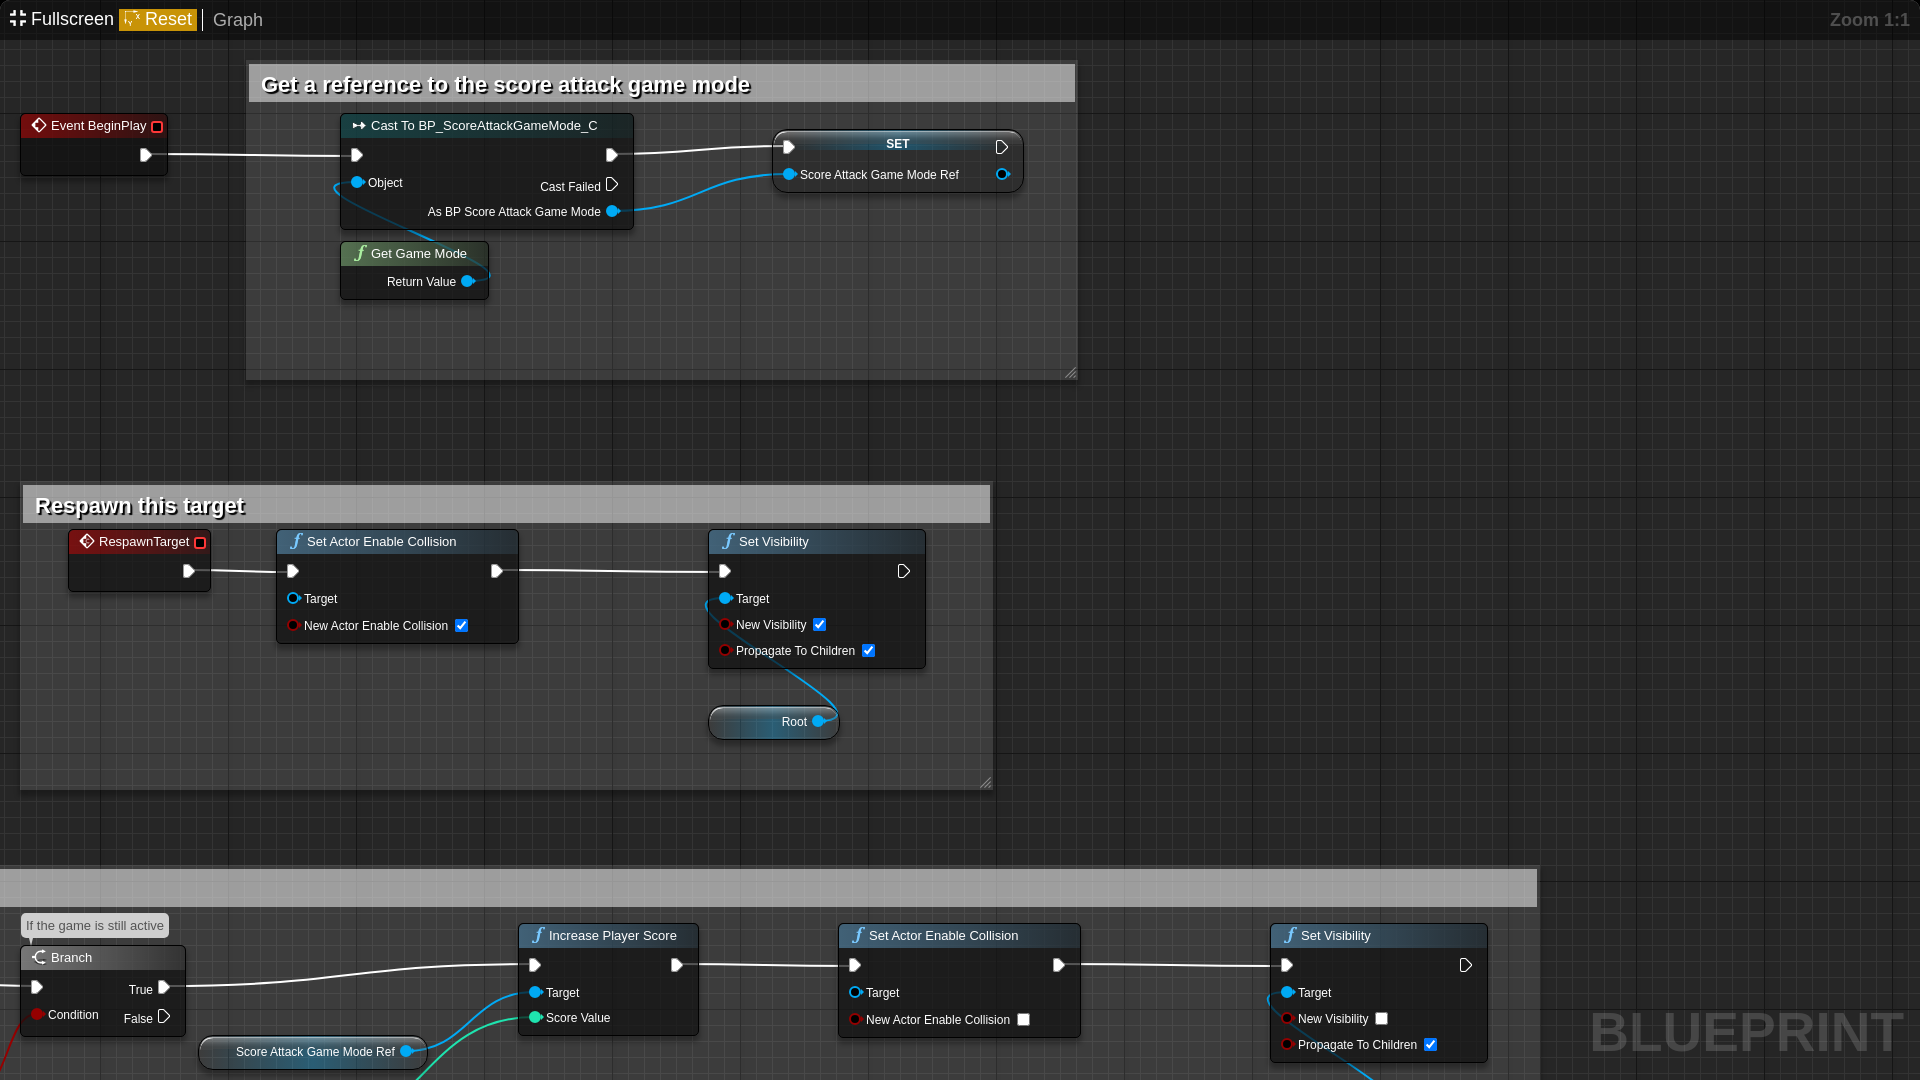 Fullscreen Reset Graph Zoom 1:1
Get a reference to the score attack game mode
Event BeginPlay
Cast To BP_ScoreAttackGameMode_C
Object
Cast Failed
As BP Score Attack Game Mode
SET
Score Attack Game Mode Ref
Get Game Mode
Return Value
Respawn this target
RespawnTarget
Set Actor Enable Collision
Target
New Actor Enable Collision
Set Visibility
Target
New Visibility
Propagate To Children
Root
If the game is still active
Branch
True
Condition
False
Score Attack Game Mode Ref
Increase Player Score
Target
Score Value
Set Actor Enable Collision
Target
New Actor Enable Collision
Set Visibility
Target
New Visibility
Propagate To Children
BLUEPRINT